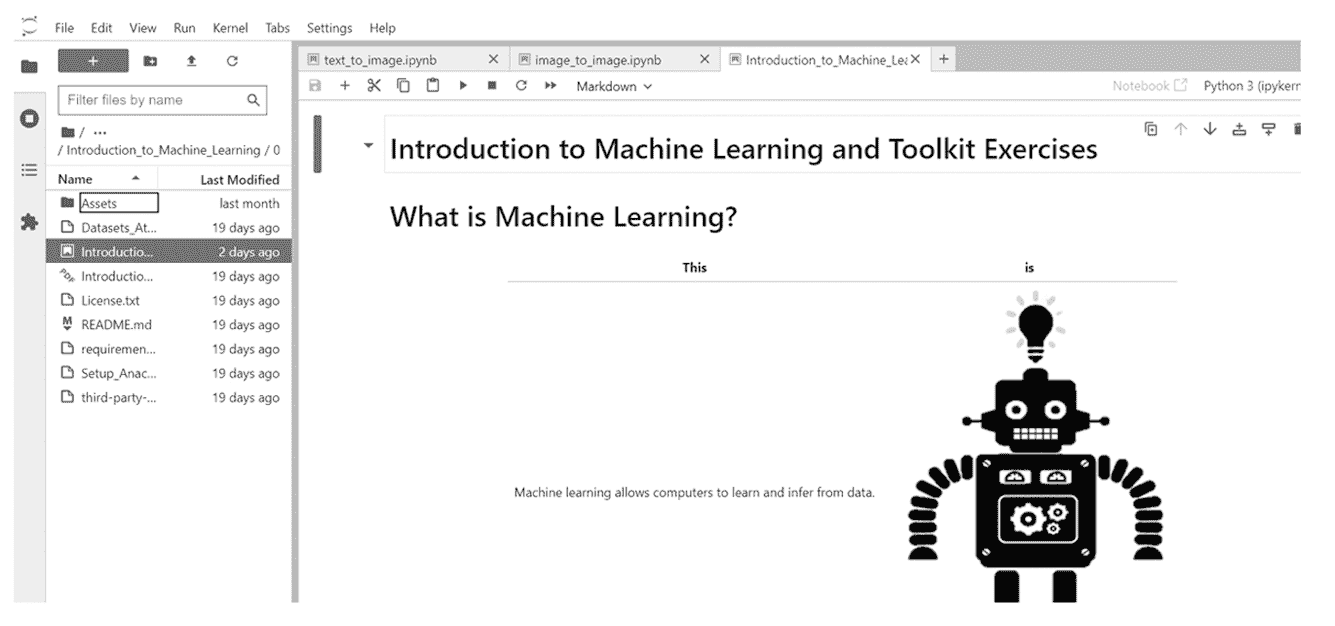 File Edit View Run Kernel Tabs Settings Help
text_to_image.ipynb image_to_image.ipynb Introduction_to_Machine_Lea
Filter files by name
Markdown
Notebook Python 3 (ipykern
/ ...
/ Introduction_to_Machine_Learning / 0
Name Last Modified
Assets last month
Datasets_At... 19 days ago
Introductio... 2 days ago
Introductio... 19 days ago
License.txt 19 days ago
README.md 19 days ago
requiremen... 19 days ago
Setup_Anac... 19 days ago
third-party-... 19 days ago
Introduction to Machine Learning and Toolkit Exercises
What is Machine Learning?
This is
Machine learning allows computers to learn and infer from data.